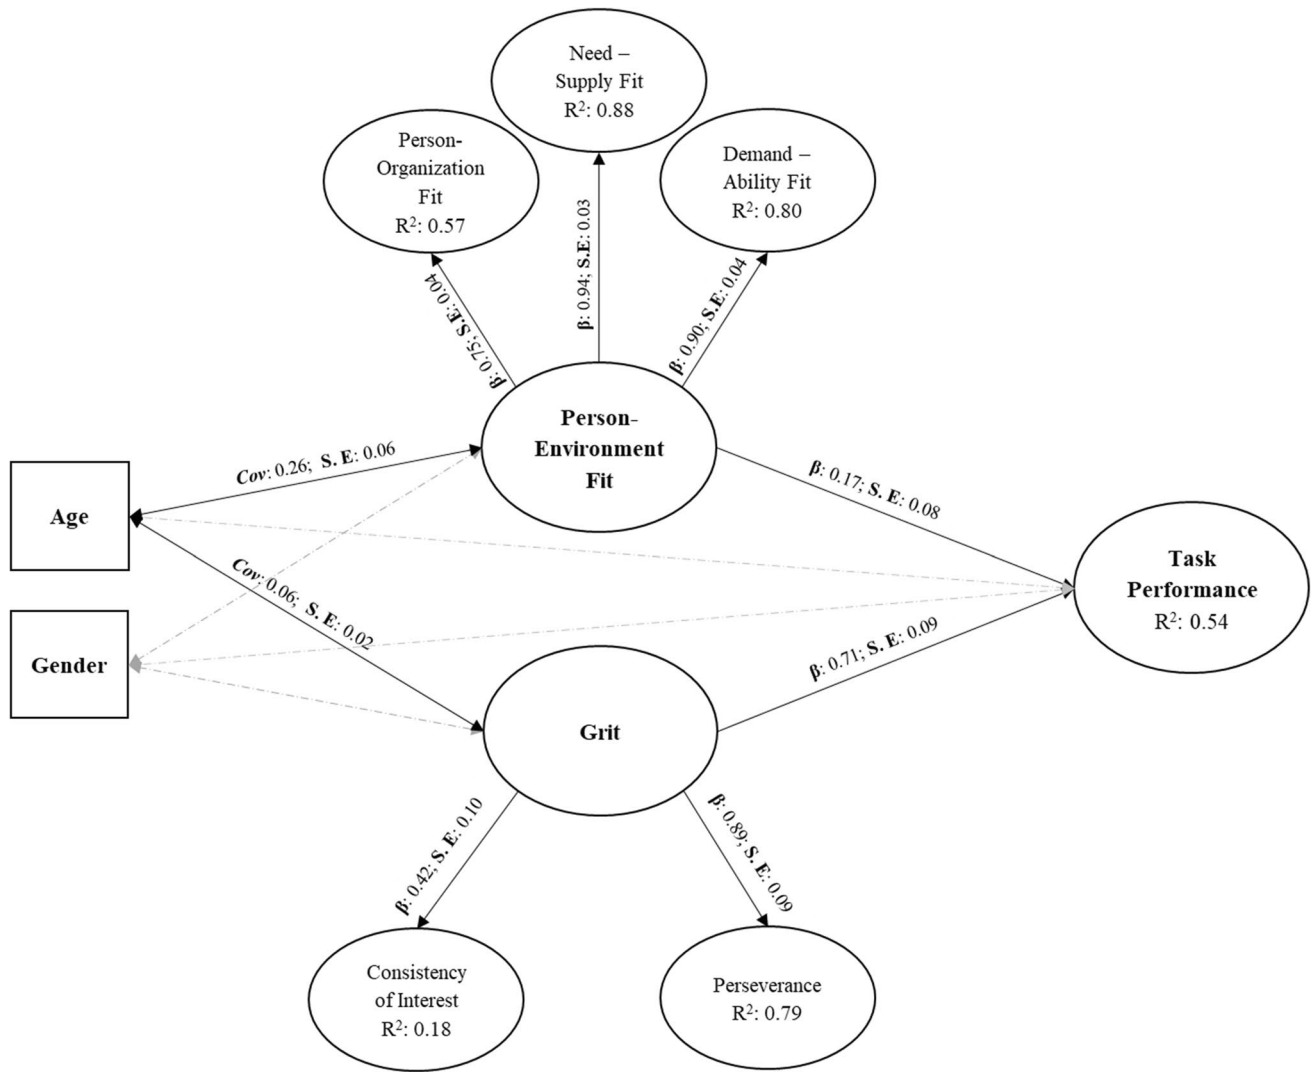 Need –
Supply Fit
R²: 0.88
Person-
Organization
Fit
R²: 0.57
Demand –
Ability Fit
R²: 0.80
β: 0.75; S.E: 0.04
β: 0.94; S.E: 0.03
β: 0.90; S.E: 0.04
Person-
Environment
Fit
Cov: 0.26; S. E: 0.06
Age
β: 0.17; S. E: 0.08
Task
Performance
R²: 0.54
Cov: 0.06; S. E: 0.02
Gender
β: 0.71; S. E: 0.09
Grit
β: 0.42; S. E: 0.10
β: 0.89; S. E: 0.09
Consistency
of Interest
R²: 0.18
Perseverance
R²: 0.79